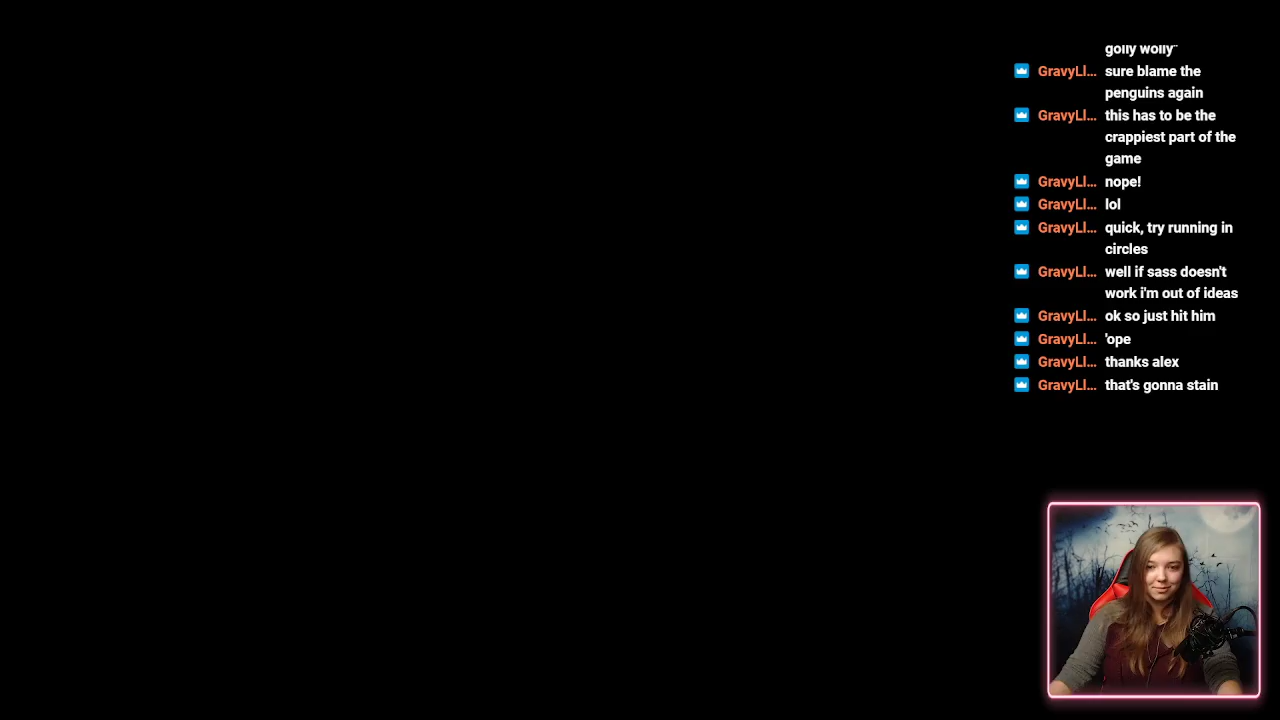 golly wolly"
GravyLl... sure blame the
penguins again
GravyLl... this has to be the
crappiest part of the
game
GravyLl... nope!
GravyLl... lol
GravyLl... quick, try running in
circles
GravyLl... well if sass doesn't
work i'm out of ideas
GravyLl... ok so just hit him
GravyLl... 'ope
GravyLl... thanks alex
GravyLl... that's gonna stain